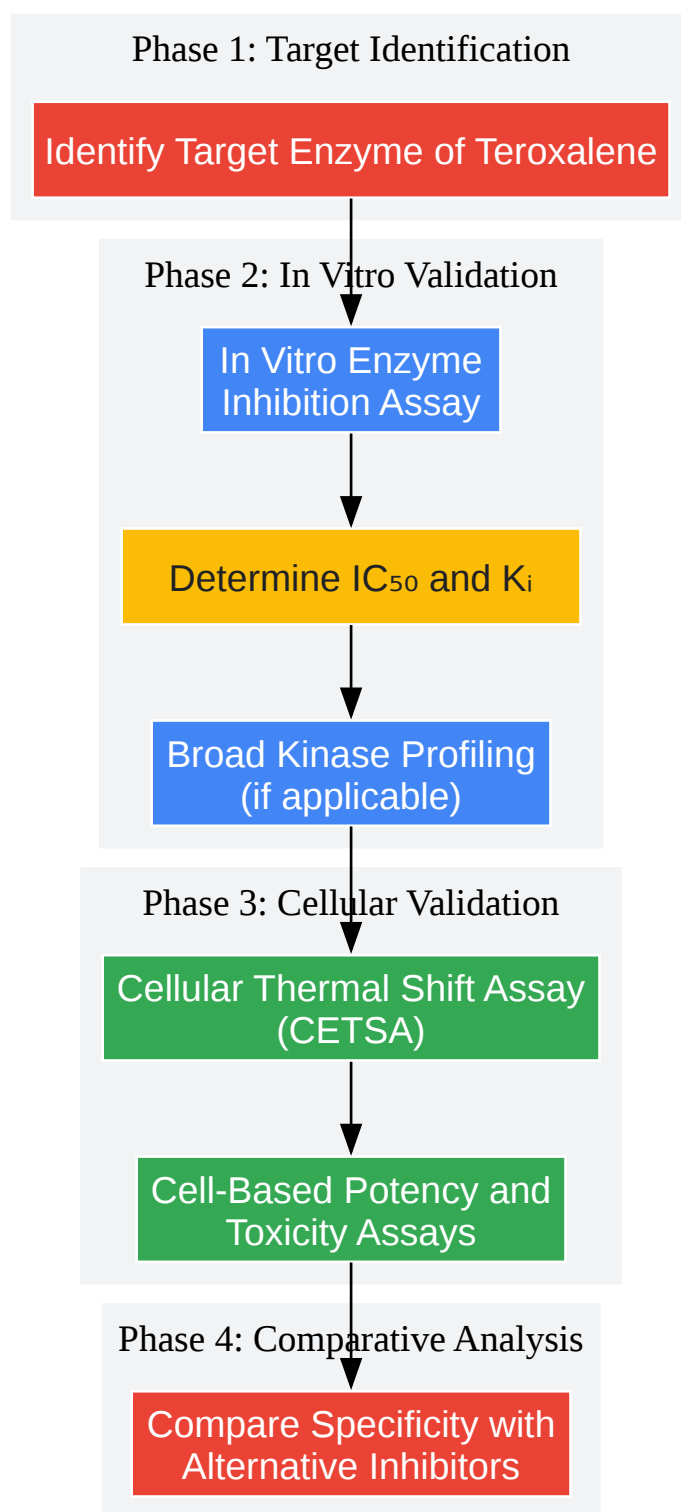 Phase 1: Target Identification
Identify Target Enzyme of Teroxalene
Phase 2: In Vitro Validation
In Vitro Enzyme
Inhibition Assay
Determine IC₅₀ and Kᵢ
Broad Kinase Profiling
(if applicable)
Phase 3: Cellular Validation
Cellular Thermal Shift Assay
(CETSA)
Cell-Based Potency and
Toxicity Assays
Phase 4: Comparative Analysis
Compare Specificity with
Alternative Inhibitors